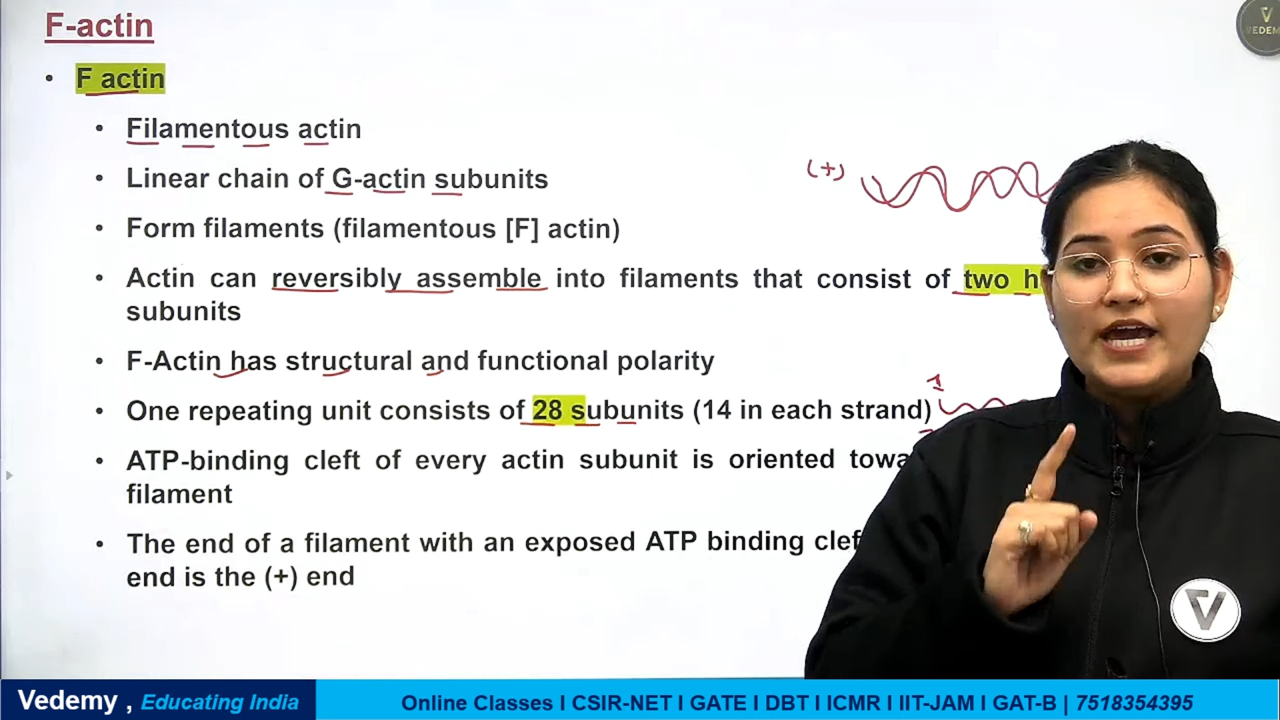 F-actin
VEDEM
• F actin
• Filamentous actin
• Linear chain of G-actin subunits
(+)
• Form filaments (filamentous [F] actin)
• Actin can reversibly assemble into filaments that consist of two h
subunits
• F-Actin has structural and functional polarity
• One repeating unit consists of 28 subunits (14 in each strand)
1
• ATP-binding cleft of every actin subunit is oriented towa
filament
• The end of a filament with an exposed ATP binding clef
end is the (+) end
Vedemy , Educating India
Online Classes I CSIR-NET I GATE I DBT I ICMR I IIT-JAM I GAT-B | 7518354395